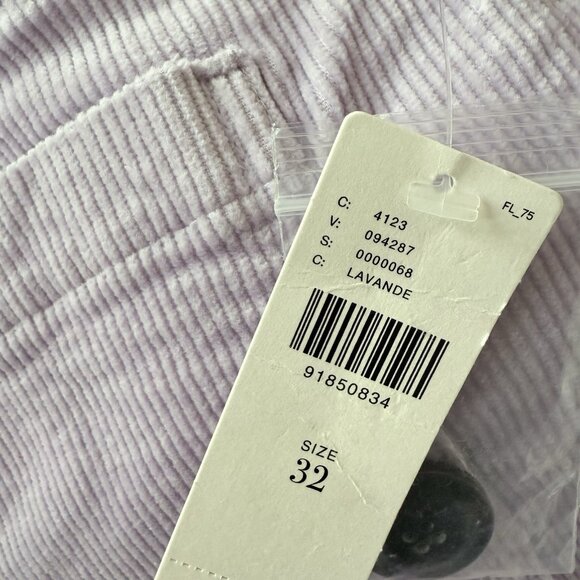 FL_75
C: 4123
V: 094287
S: 0000068
C: LAVANDE
91850834
SIZE
32